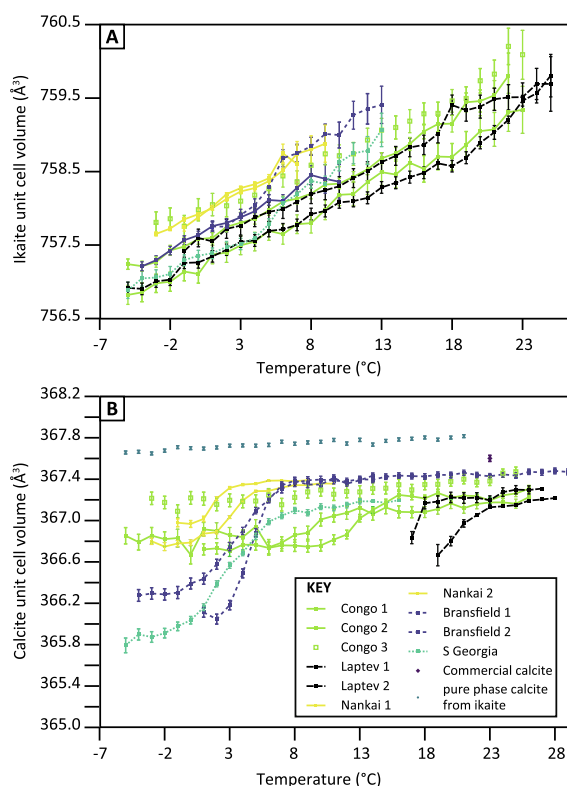 A
760.5
759.5
758.5
757.5
756.5
Ikaite unit cell volume (Å³)
-7 -2 3 8 13 18 23
Temperature (°C)
B
368.2
367.8
367.4
367.0
366.6
366.2
365.8
365.4
365.0
Calcite unit cell volume (Å³)
KEY
Congo 1
Congo 2
Congo 3
Laptev 1
Laptev 2
Nankai 1
Nankai 2
Bransfield 1
Bransfield 2
S Georgia
Commercial calcite
pure phase calcite
from ikaite
-7 -2 3 8 13 18 23 28
Temperature (°C)